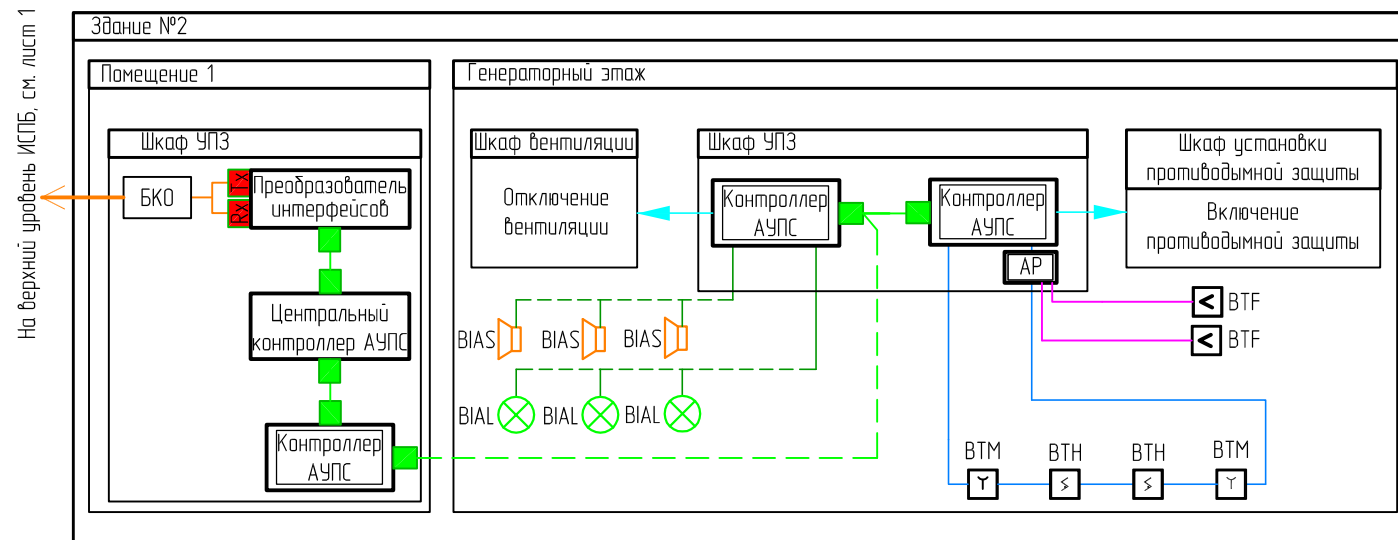 На верхний уровень ИСПБ, см. лист 1
Здание №2
Помещение 1
Шкаф УПЗ
БКО
Tx
Rx
Преобразователь
интерфейсов
Центральный
контроллер АУПС
Контроллер
АУПС
Генераторный этаж
Шкаф вентиляции
Отключение
вентиляции
Шкаф УПЗ
Контроллер
АУПС
Контроллер
АУПС
АР
Шкаф установки
противодымной защиты
Включение
противодымной защиты
BTF
BTF
BIAS
BIAS
BIAS
BIAL
BIAL
BIAL
BTM
BTH
BTH
BTM